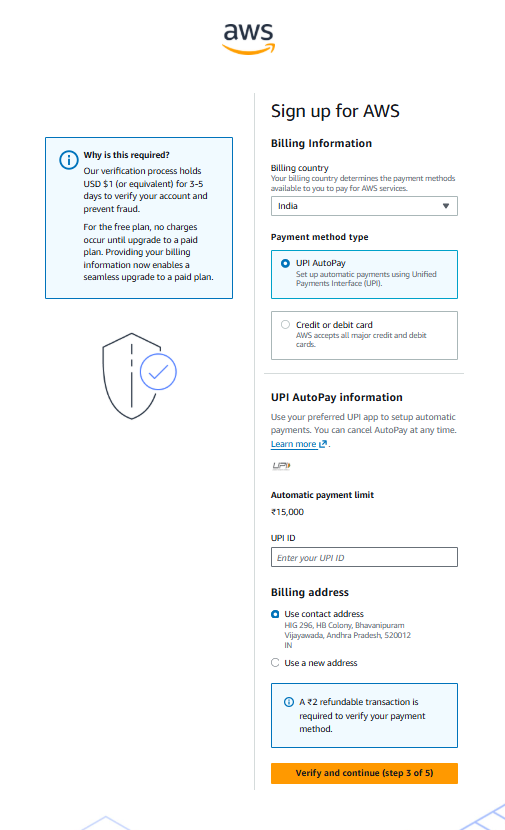 aws
Why is this required?
Our verification process holds
USD $1 (or equivalent) for 3-5
days to verify your account and
prevent fraud.
For the free plan, no charges
occur until upgrade to a paid
plan. Providing your billing
information now enables a
seamless upgrade to a paid plan.
Sign up for AWS
Billing Information
Billing country
Your billing country determines the payment methods
available to you to pay for AWS services.
India
Payment method type
UPI AutoPay
Set up automatic payments using Unified
Payments Interface (UPI).
Credit or debit card
AWS accepts all major credit and debit
cards.
UPI AutoPay information
Use your preferred UPI app to setup automatic
payments. You can cancel AutoPay at any time.
Learn more .
UPI
Automatic payment limit
₹15,000
UPI ID
Enter your UPI ID
Billing address
Use contact address
HIG 296, HB Colony, Bhavanipuram
Vijayawada, Andhra Pradesh, 520012
IN
Use a new address
A ₹2 refundable transaction is
required to verify your payment
method.
Verify and continue (step 3 of 5)